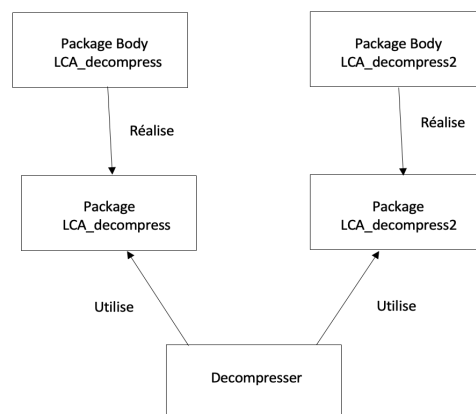 Package Body
LCA_decompress
Package Body
LCA_decompress2
Réalise
Réalise
Package
LCA_decompress
Package
LCA_decompress2
Utilise
Utilise
Decompresser